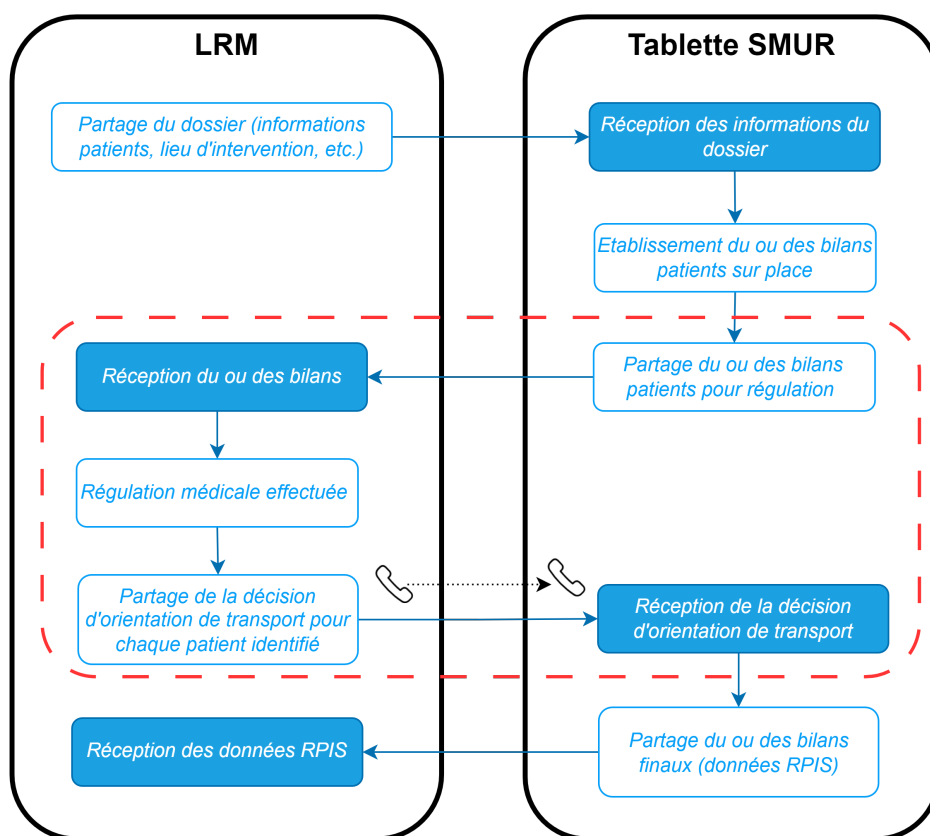 LRM
Tablette SMUR
Partage du dossier (informations
patients, lieu d'intervention, etc.)
Réception des informations du
dossier
Etablissement du ou des bilans
patients sur place
Réception du ou des bilans
Partage du ou des bilans
patients pour régulation
Régulation médicale effectuée
Partage de la décision
d'orientation de transport pour
chaque patient identifié
Réception de la décision
d'orientation de transport
Réception des données RPIS
Partage du ou des bilans
finaux (données RPIS)